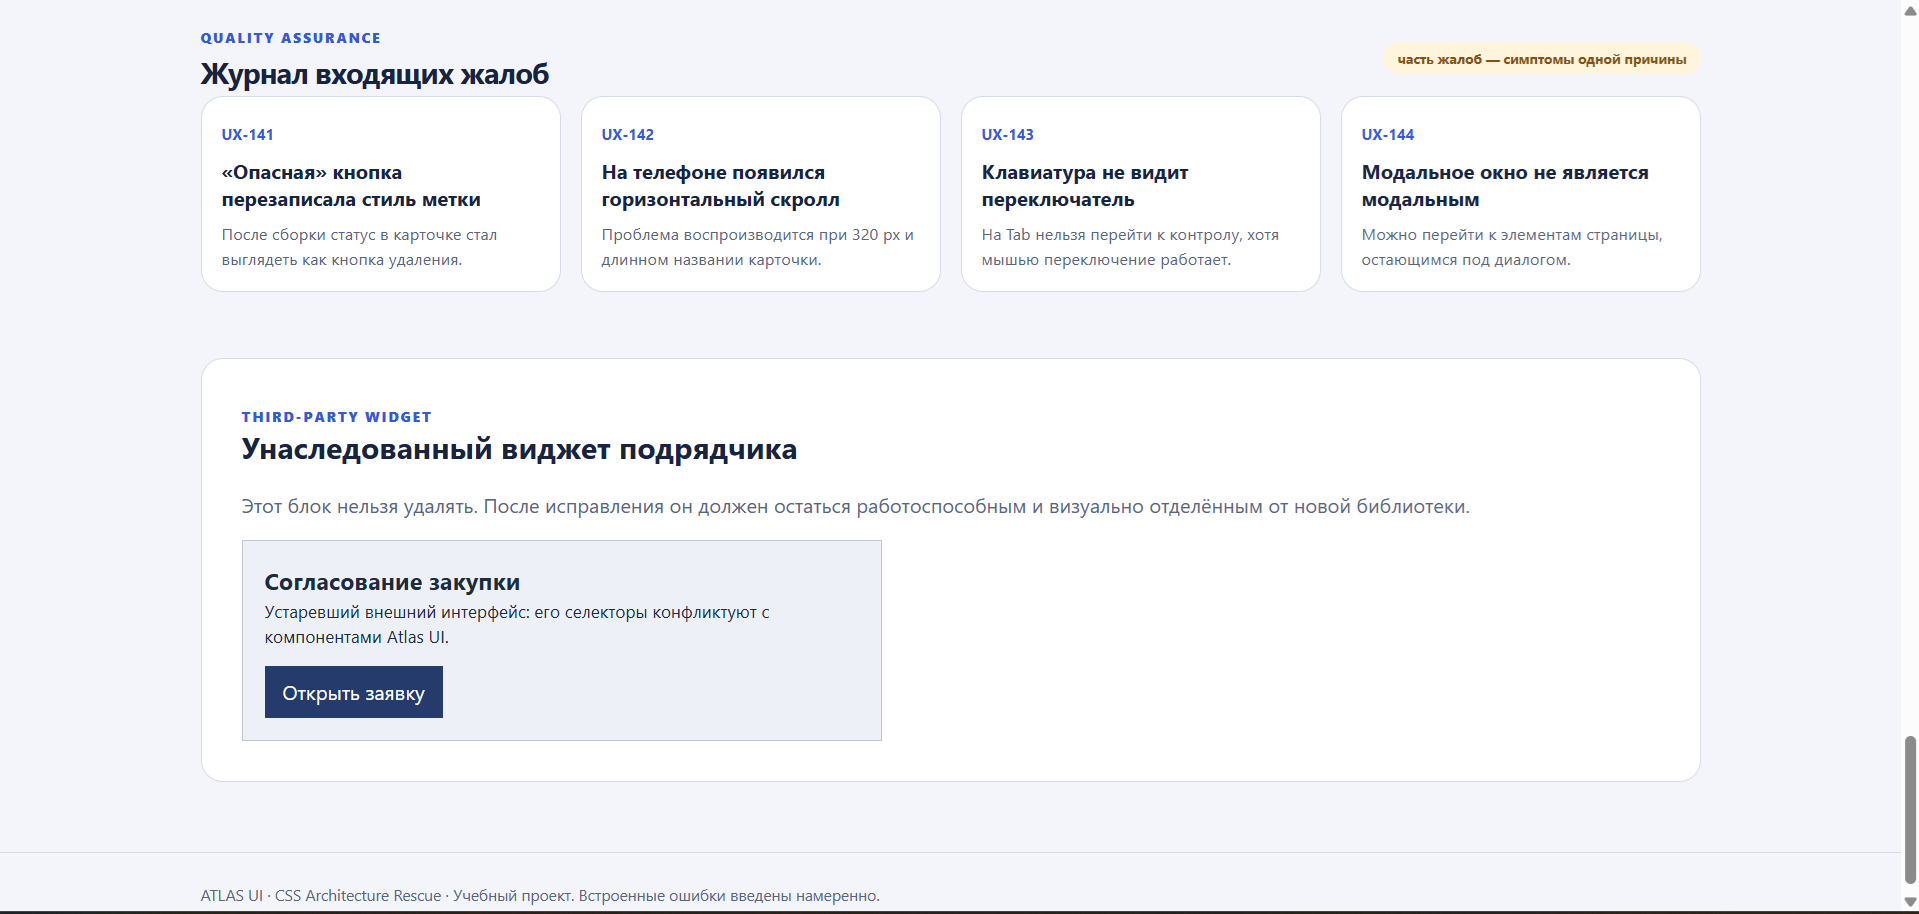 QUALITY ASSURANCE
Журнал входящих жалоб
часть жалоб — симптомы одной причины
UX-141
«Опасная» кнопка
перезаписала стиль метки
После сборки статус в карточке стал
выглядеть как кнопка удаления.
UX-142
На телефоне появился
горизонтальный скролл
Проблема воспроизводится при 320 px и
длинном названии карточки.
UX-143
Клавиатура не видит
переключатель
На Tab нельзя перейти к контролу, хотя
мышью переключение работает.
UX-144
Модальное окно не является
модальным
Можно перейти к элементам страницы,
остающимся под диалогом.
THIRD-PARTY WIDGET
Унаследованный виджет подрядчика
Этот блок нельзя удалять. После исправления он должен остаться работоспособным и визуально отделённым от новой библиотеки.
Согласование закупки
Устаревший внешний интерфейс: его селекторы конфликтуют с
компонентами Atlas UI.
Открыть заявку
ATLAS UI · CSS Architecture Rescue · Учебный проект. Встроенные ошибки введены намеренно.